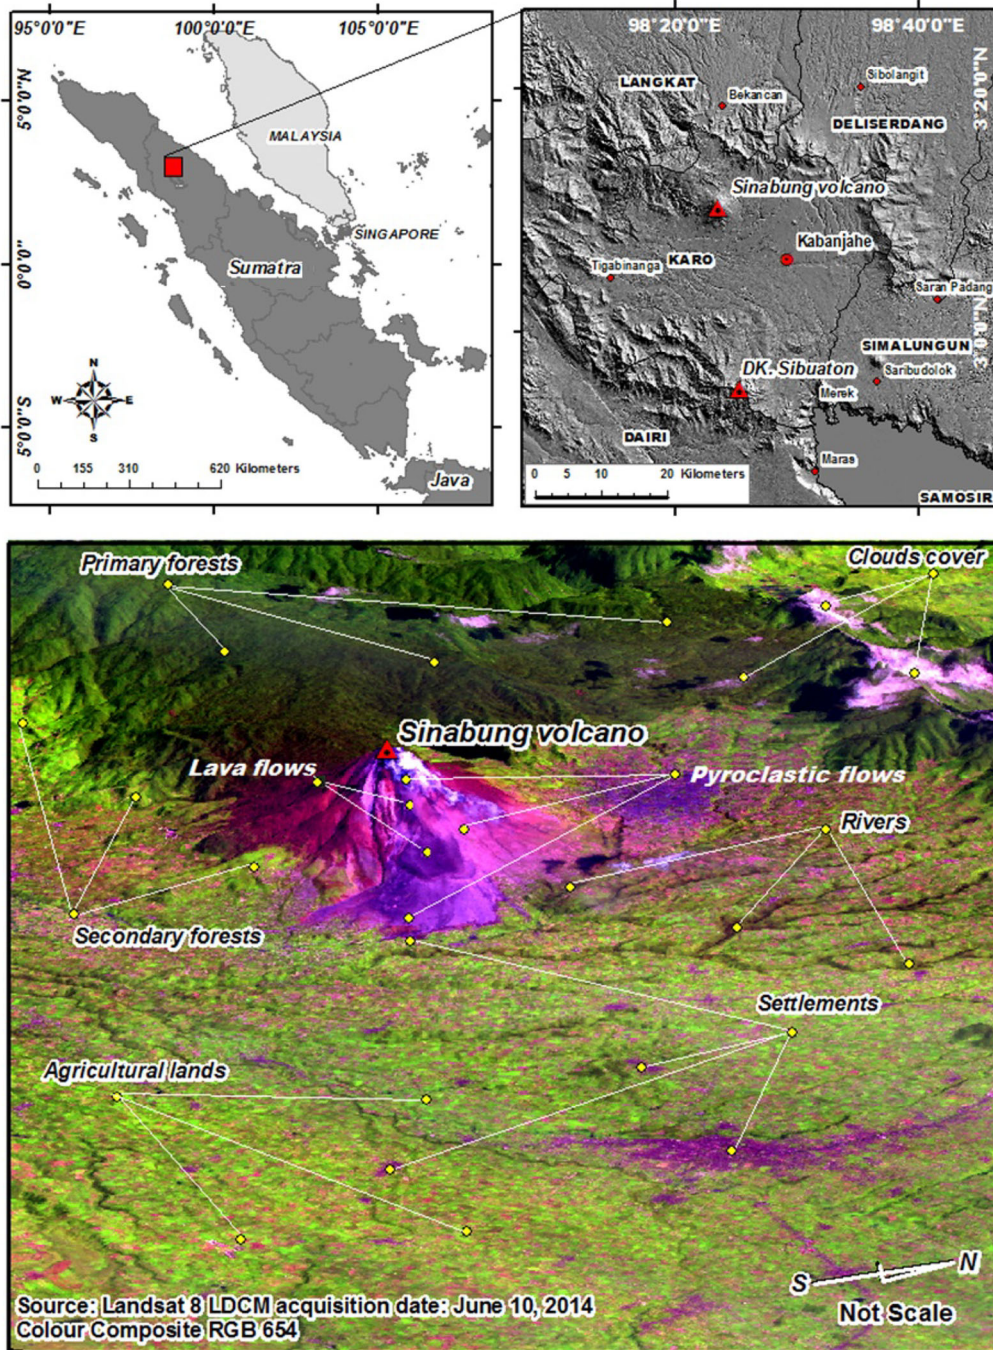 95°0'0"E 100°0'0"E 105°0'0"E
5°0'0"N
0°0'0"
5°0'0"S
MALAYSIA
SINGAPORE
Sumatra
Java
N
W E
S
0 155 310 620 Kilometers
98°20'0"E 98°40'0"E
3°20'0"N
3°0'0"N
LANGKAT
Bekancan
Sibolangit
DELISERDANG
Sinabung volcano
Kabanjahe
Tigabinanga
KARO
Saran Padang
SIMALUNGUN
DK. Sibuaton
Saribudolok
Merek
DAIRI
Maras
0 5 10 20 Kilometers
SAMOSIR
Primary forests
Clouds cover
Sinabung volcano
Lava flows
Pyroclastic flows
Rivers
Secondary forests
Settlements
Agricultural lands
S N
Not Scale
Source: Landsat 8 LDCM acquisition date: June 10, 2014
Colour Composite RGB 654